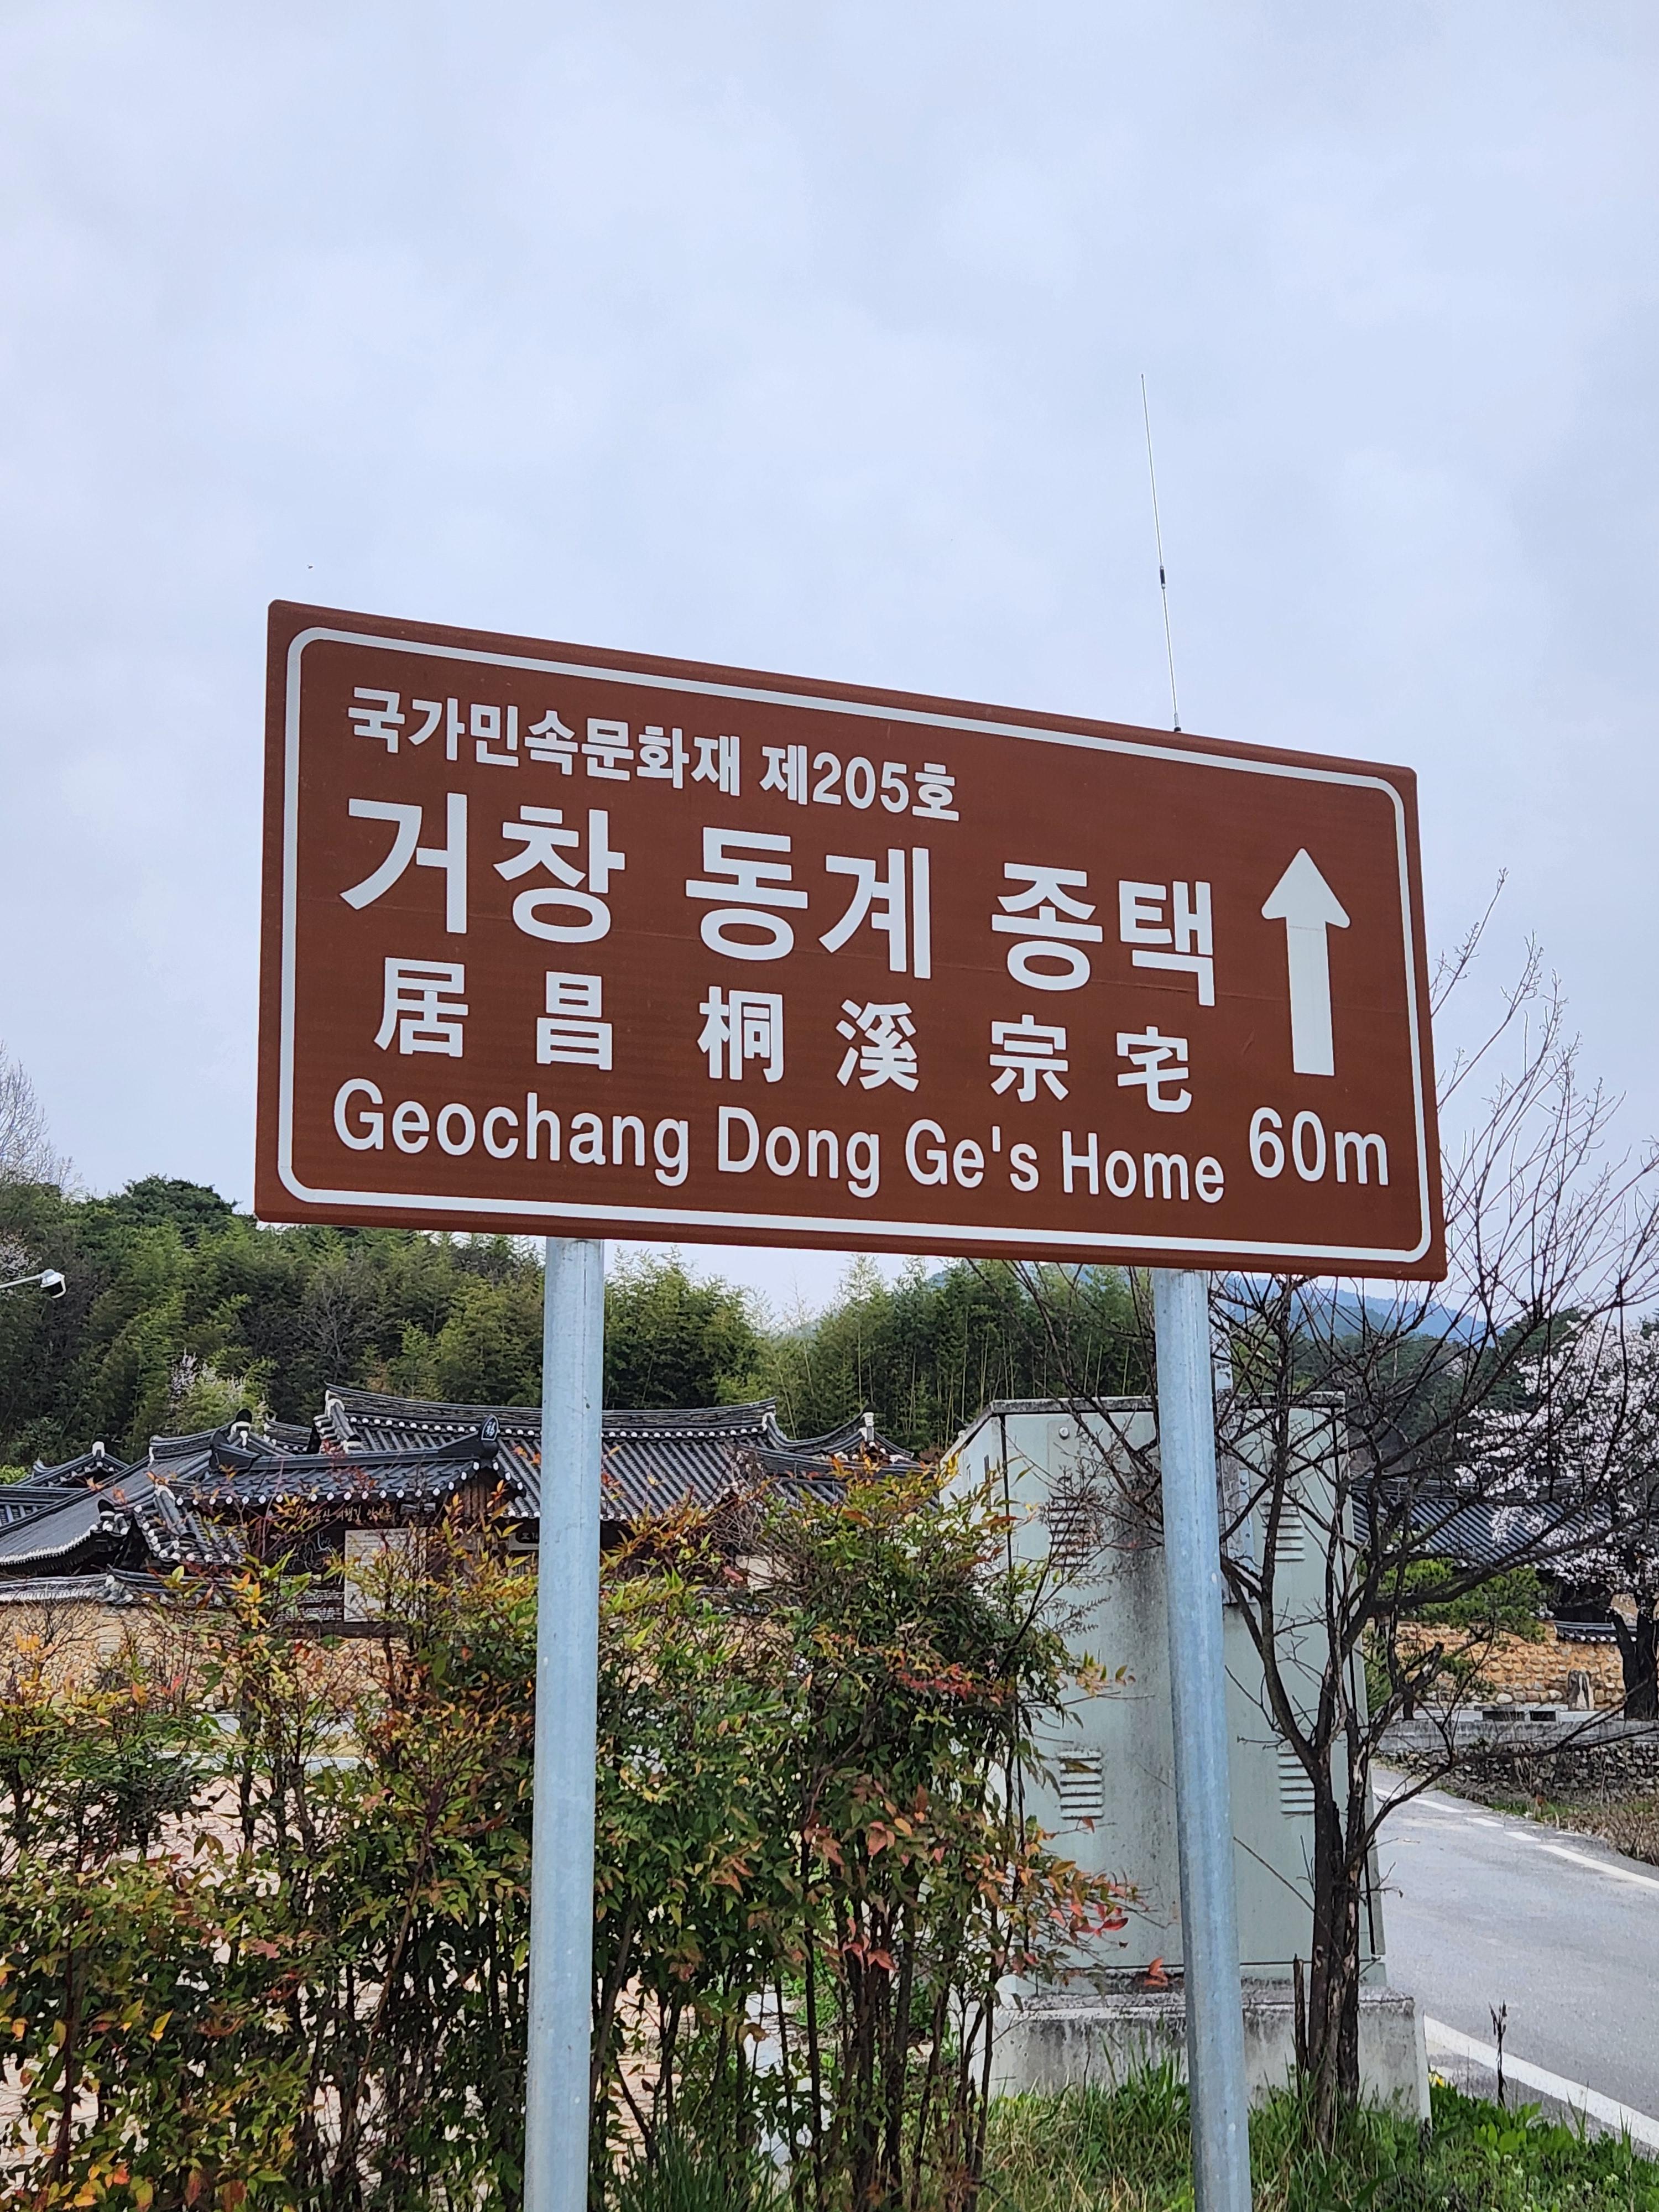 국가민속문화재 제205호
거창 동계 종택
居昌 桐溪 宗宅
Geochang Dong Ge's Home 60m